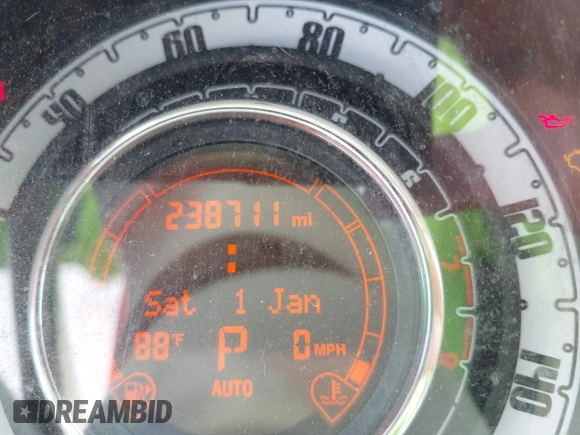 40 60 80 100 120 140
238711 mi
:
Sat 1 Jan
88°F P 0 MPH
AUTO
DREAMBID